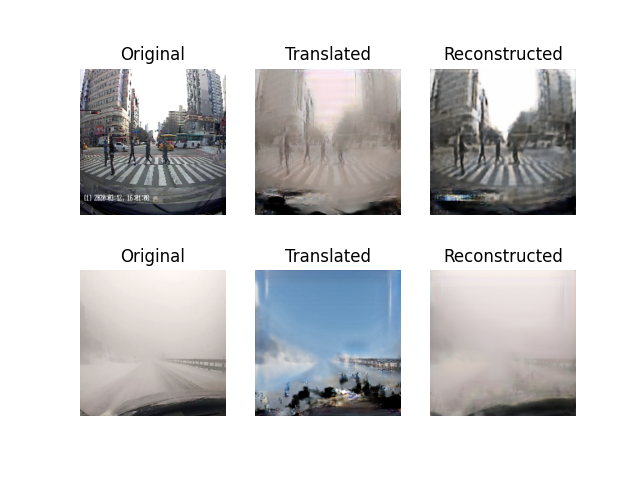 Original
Translated
Reconstructed
Original
Translated
Reconstructed